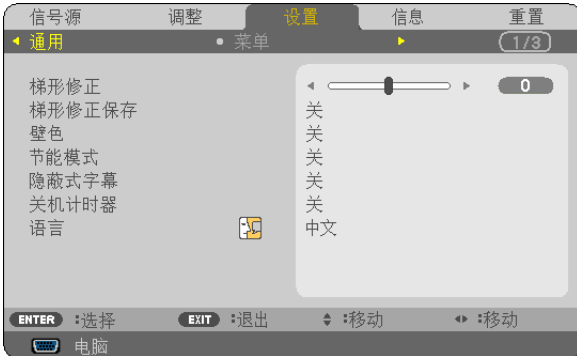 信号源 调整 设置 信息 重置
通用 菜单 1/3
梯形修正 0
梯形修正保存 关
壁色 关
节能模式 关
隐蔽式字幕 关
关机计时器 关
语言 中文
ENTER :选择 EXIT :退出 :移动 :移动
电脑